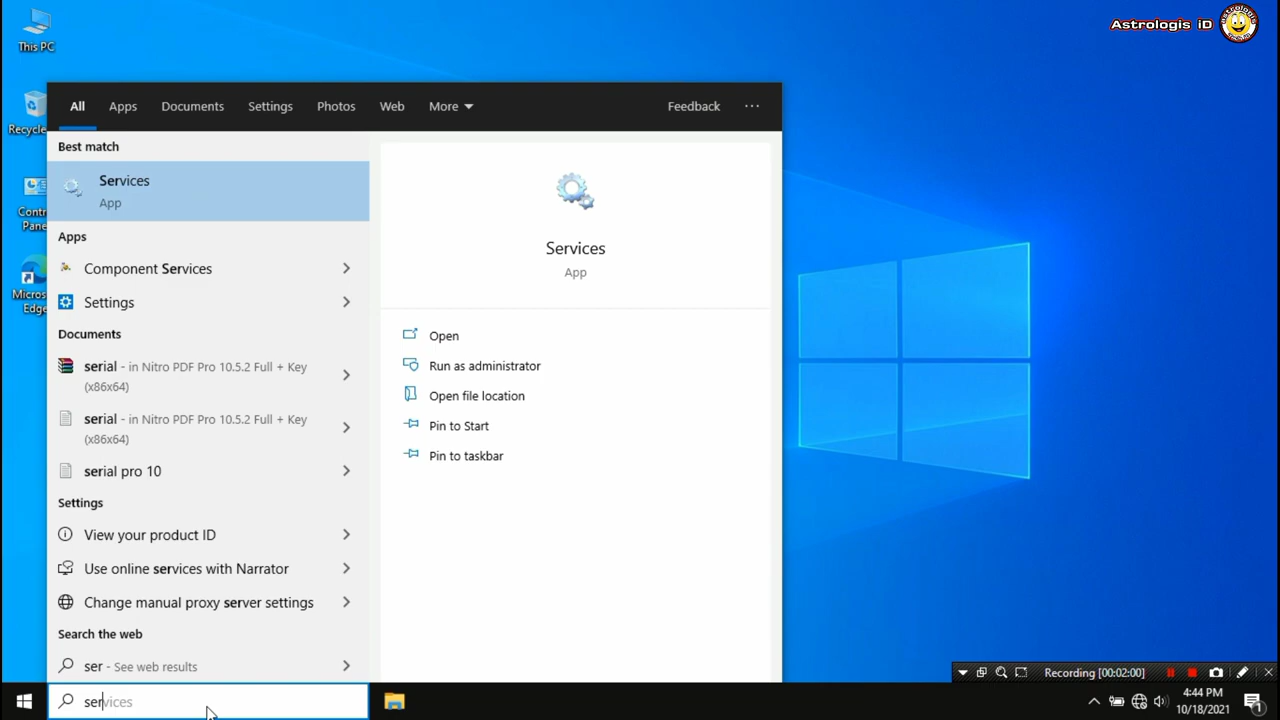 This PC
Astrologis iD
Recycle
Contr
Pane
Micros
Edge
All Apps Documents Settings Photos Web More Feedback ...
Best match
Services
App
Apps
Component Services
Settings
Documents
serial - in Nitro PDF Pro 10.5.2 Full + Key
(x86x64)
serial - in Nitro PDF Pro 10.5.2 Full + Key
(x86x64)
serial pro 10
Settings
View your product ID
Use online services with Narrator
Change manual proxy server settings
Search the web
ser - See web results
services
Services
App
Open
Run as administrator
Open file location
Pin to Start
Pin to taskbar
Recording [00:02:00]
4:44 PM
10/18/2021
1